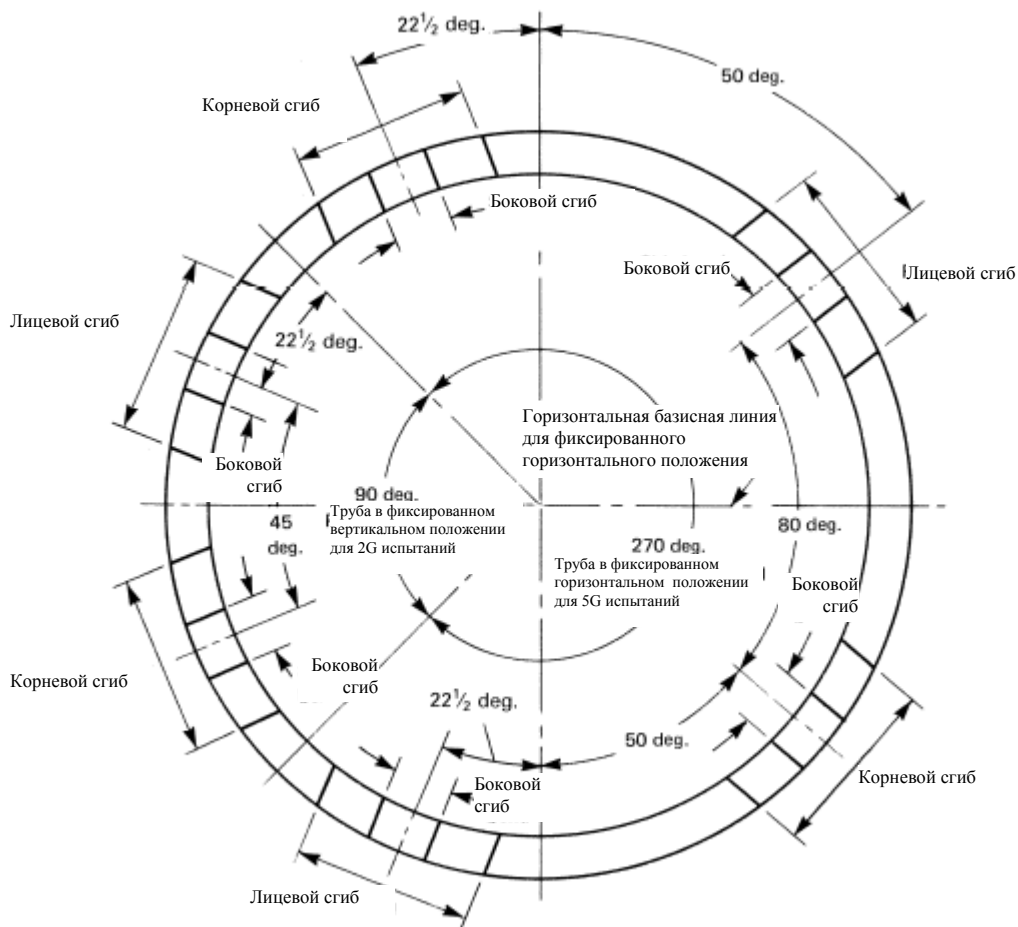 22½ deg.
50 deg.
Корневой сгиб
Боковой сгиб
Боковой сгиб
Лицевой сгиб
Лицевой сгиб
22½ deg.
Горизонтальная базисная линия
для фиксированного
горизонтального положения
Боковой
сгиб
90 deg.
Труба в фиксированном
вертикальном положении
для 2G испытаний
45
deg.
270 deg.
Труба в фиксированном
горизонтальном положении
для 5G испытаний
80 deg.
Боковой
сгиб
Корневой сгиб
Боковой
сгиб
22½ deg.
50 deg.
Боковой
сгиб
Корневой сгиб
Лицевой сгиб